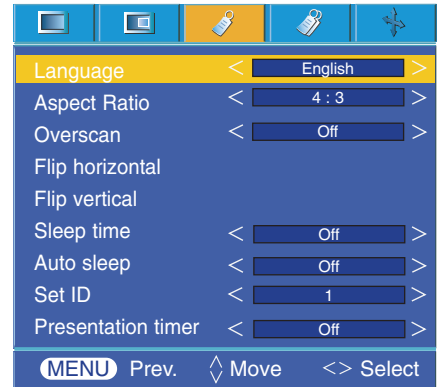 Language < English >
Aspect Ratio < 4 : 3 >
Overscan < Off >
Flip horizontal
Flip vertical
Sleep time < Off >
Auto sleep < Off >
Set ID < 1 >
Presentation timer < Off >
MENU Prev. Move <> Select